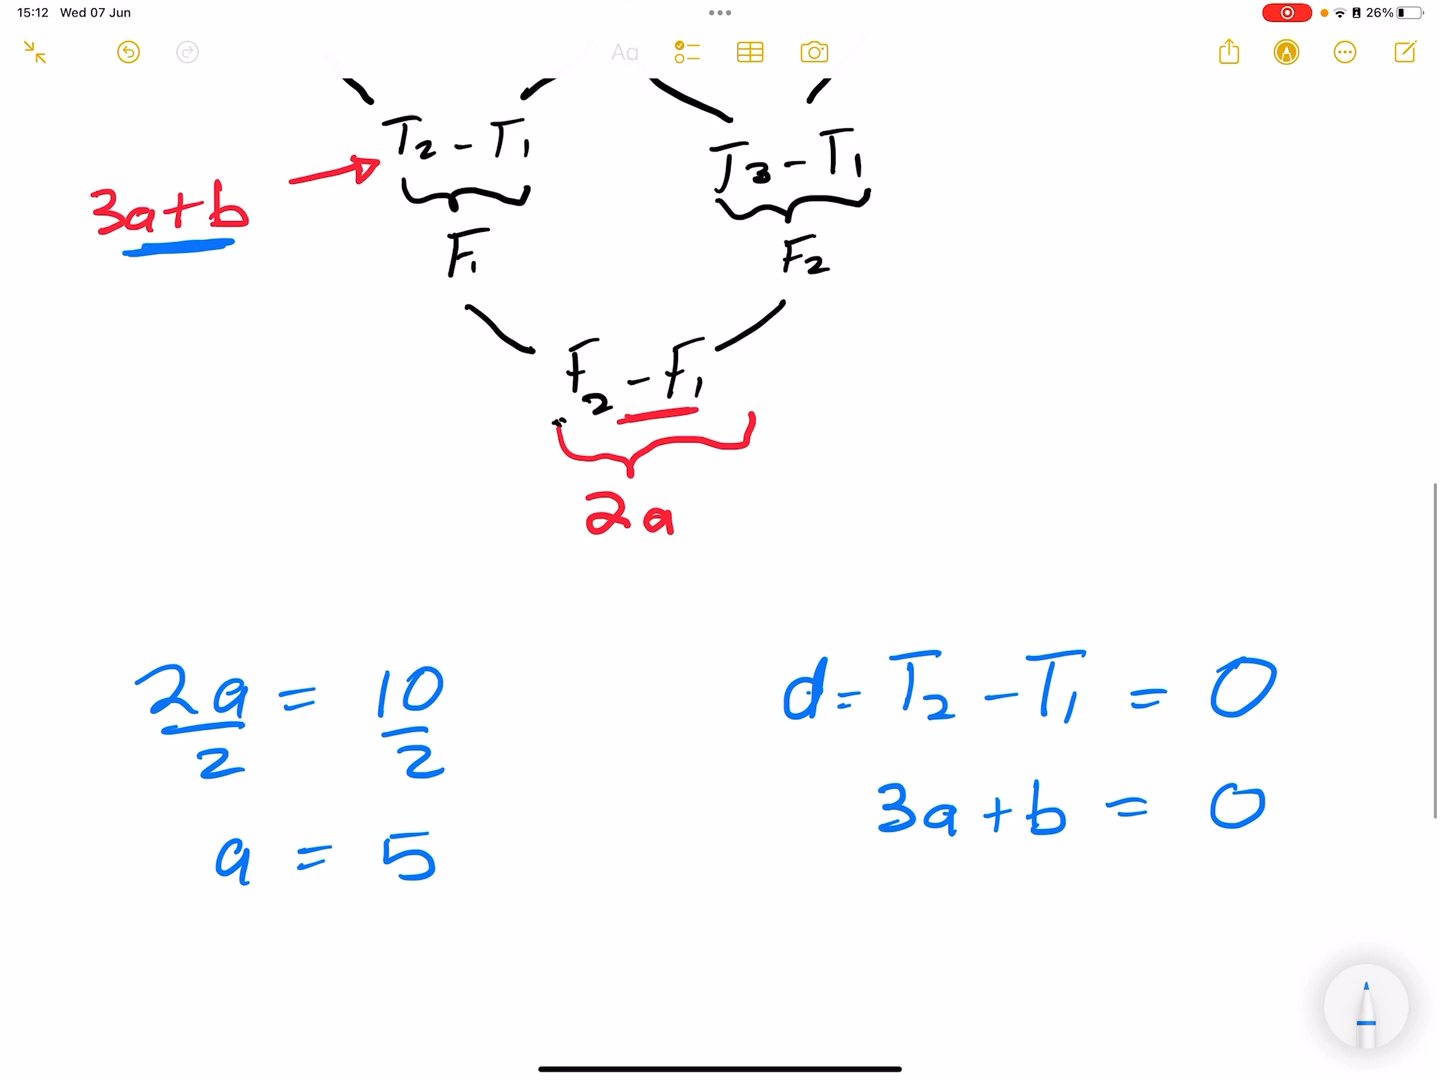 15:12 Wed 07 Jun
26%
Aa
T₂ - T₁
T₃ - T₁
3a+b
F₁
F₂
F₂ - F₁
2a
2a/2 = 10/2
d = T₂ - T₁ = 0
3a+b = 0
a = 5